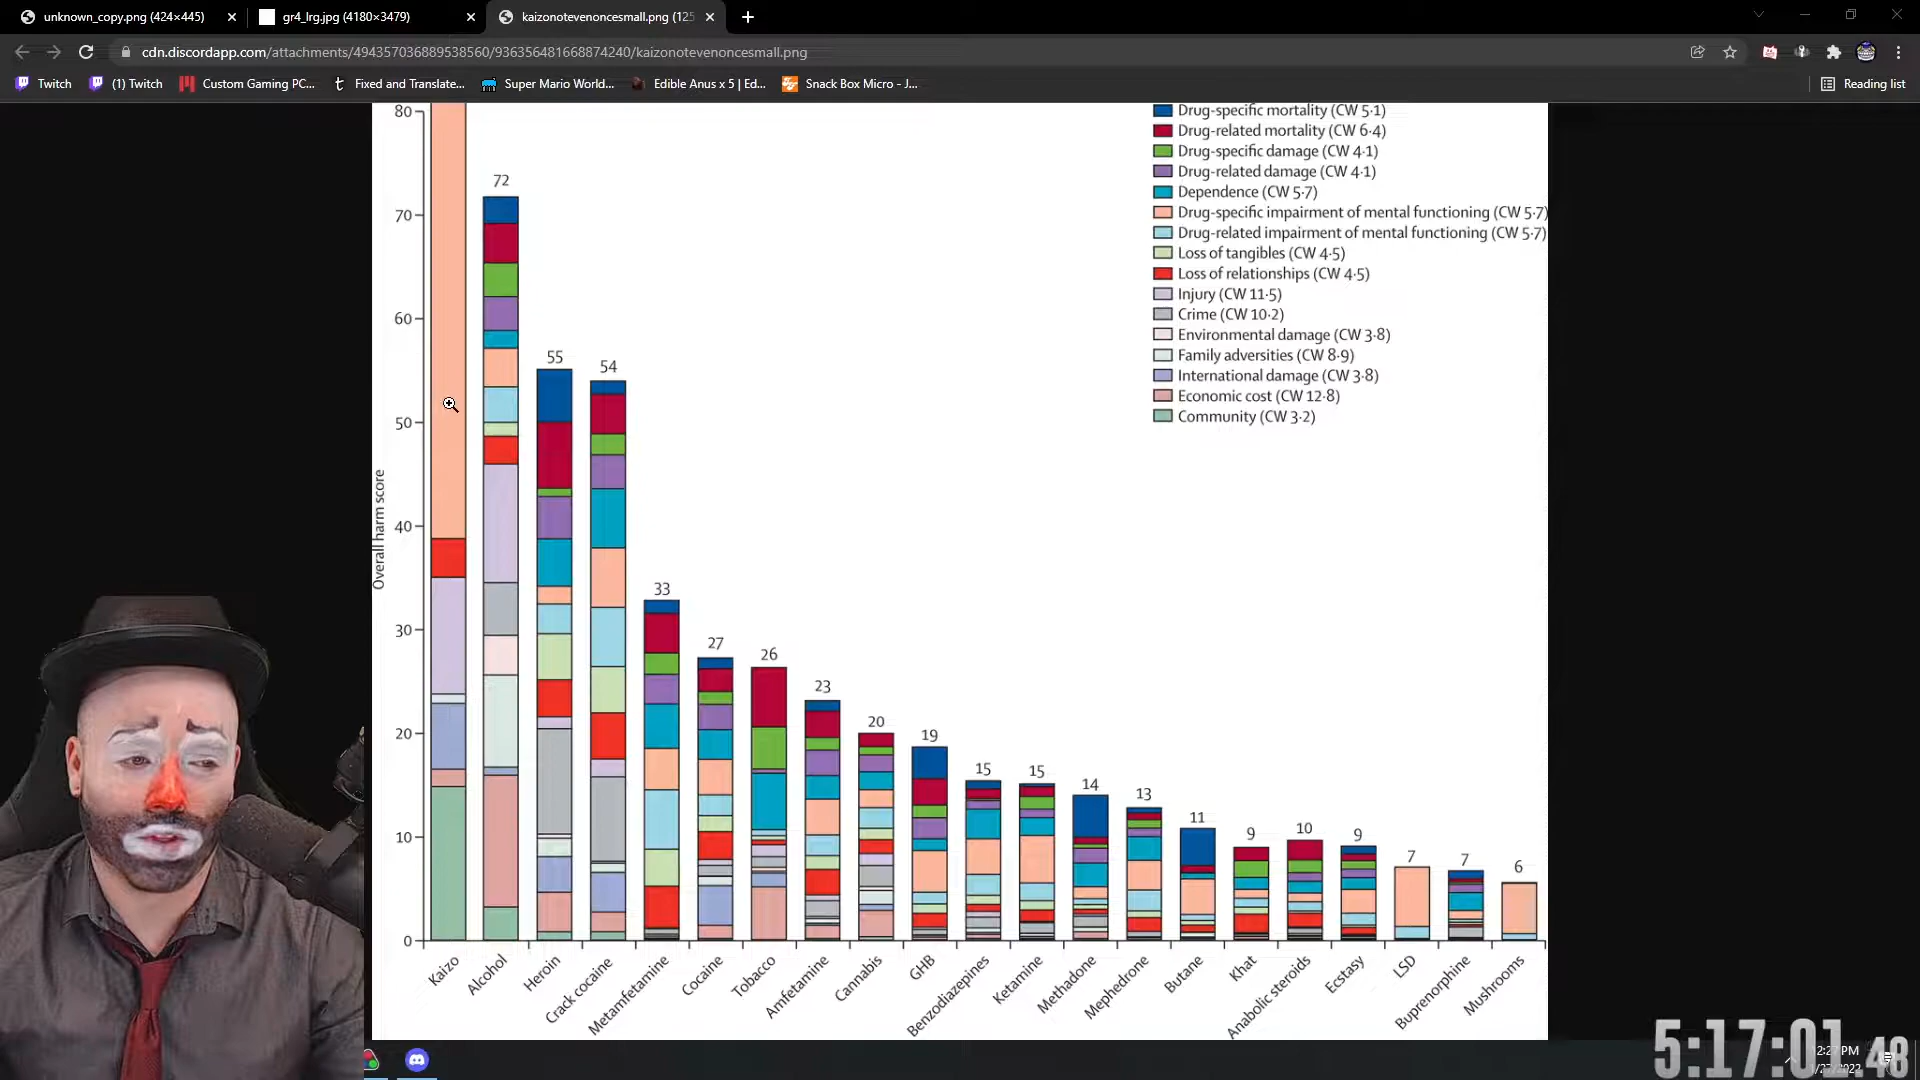 unknown_copy.png (424×445)
gr4_lrg.jpg (4180×3479)
kaizonotevenoncesmall.png (125
cdn.discordapp.com/attachments/494357036889538560/936356481668874240/kaizonotevenoncesmall.png
Twitch
(1) Twitch
Custom Gaming PC...
Fixed and Translate...
Super Mario World...
Edible Anus x 5 | Ed...
Snack Box Micro - J...
Reading list
Drug-specific mortality (CW 5·1)
Drug-related mortality (CW 6·4)
Drug-specific damage (CW 4·1)
Drug-related damage (CW 4·1)
Dependence (CW 5·7)
Drug-specific impairment of mental functioning (CW 5·7)
Drug-related impairment of mental functioning (CW 5·7)
Loss of tangibles (CW 4·5)
Loss of relationships (CW 4·5)
Injury (CW 11·5)
Crime (CW 10·2)
Environmental damage (CW 3·8)
Family adversities (CW 8·9)
International damage (CW 3·8)
Economic cost (CW 12·8)
Community (CW 3·2)
Overall harm score
80
70
60
50
40
30
20
10
0
72
55
54
33
27
26
23
20
19
15
15
14
13
11
9
10
9
7
7
6
Kaizo
Alcohol
Heroin
Crack cocaine
Metamfetamine
Cocaine
Tobacco
Amfetamine
Cannabis
GHB
Benzodiazepines
Ketamine
Methadone
Mephedrone
Butane
Khat
Anabolic steroids
Ecstasy
LSD
Buprenorphine
Mushrooms
5:17:01.48
12:27 PM
1/27/2022